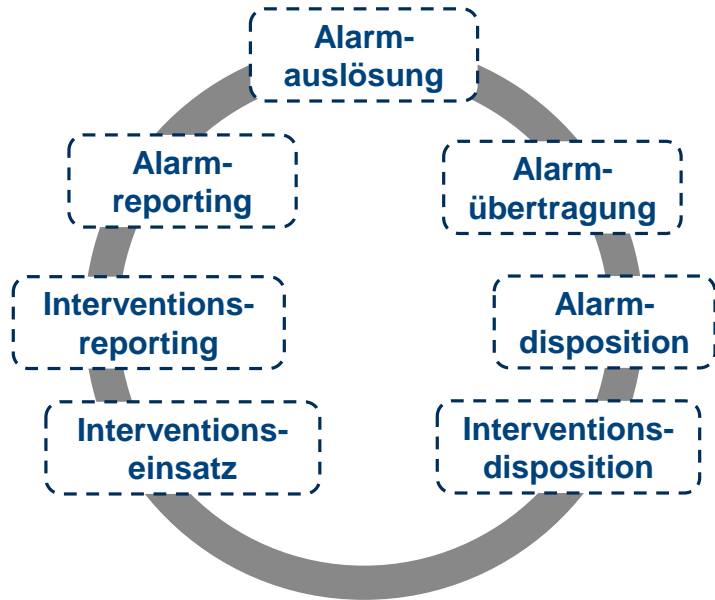 Alarm-
auslösung
Alarm-
übertragung
Alarm-
disposition
Interventions-
disposition
Interventions-
einsatz
Interventions-
reporting
Alarm-
reporting